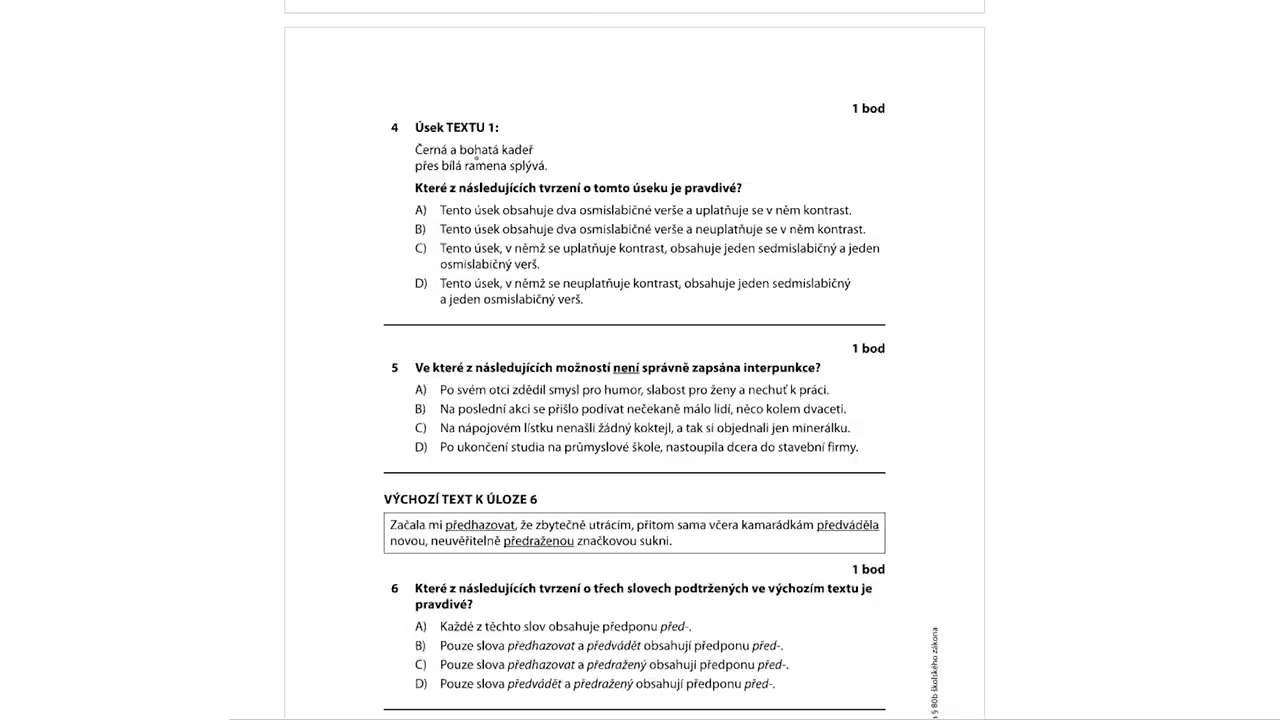 1 bod
4 Úsek TEXTU 1:
Černá a bohatá kadeř
přes bílá ramena splývá.
Které z následujících tvrzení o tomto úseku je pravdivé?
A) Tento úsek obsahuje dva osmislabičné verše a uplatňuje se v něm kontrast.
B) Tento úsek obsahuje dva osmislabičné verše a neuplatňuje se v něm kontrast.
C) Tento úsek, v němž se uplatňuje kontrast, obsahuje jeden sedmislabičný a jeden
osmislabičný verš.
D) Tento úsek, v němž se neuplatňuje kontrast, obsahuje jeden sedmislabičný
a jeden osmislabičný verš.
1 bod
5 Ve které z následujících možností není správně zapsána interpunkce?
A) Po svém otci zdědil smysl pro humor, slabost pro ženy a nechuť k práci.
B) Na poslední akci se přišlo podívat nečekaně málo lidí, něco kolem dvaceti.
C) Na nápojovém lístku nenašli žádný koktejl, a tak si objednali jen minerálku.
D) Po ukončení studia na průmyslové škole, nastoupila dcera do stavební firmy.
VÝCHOZÍ TEXT K ÚLOZE 6
Začala mi předhazovat, že zbytečně utrácím, přitom sama včera kamarádkám předváděla
novou, neuvěřitelně předraženou značkovou sukni.
1 bod
6 Které z následujících tvrzení o třech slovech podtržených ve výchozím textu je
pravdivé?
A) Každé z těchto slov obsahuje předponu před-.
B) Pouze slova předhazovat a předvádět obsahují předponu před-.
C) Pouze slova předhazovat a předražený obsahují předponu před-.
D) Pouze slova předvádět a předražený obsahují předponu před-.
§ 80b školského zákona